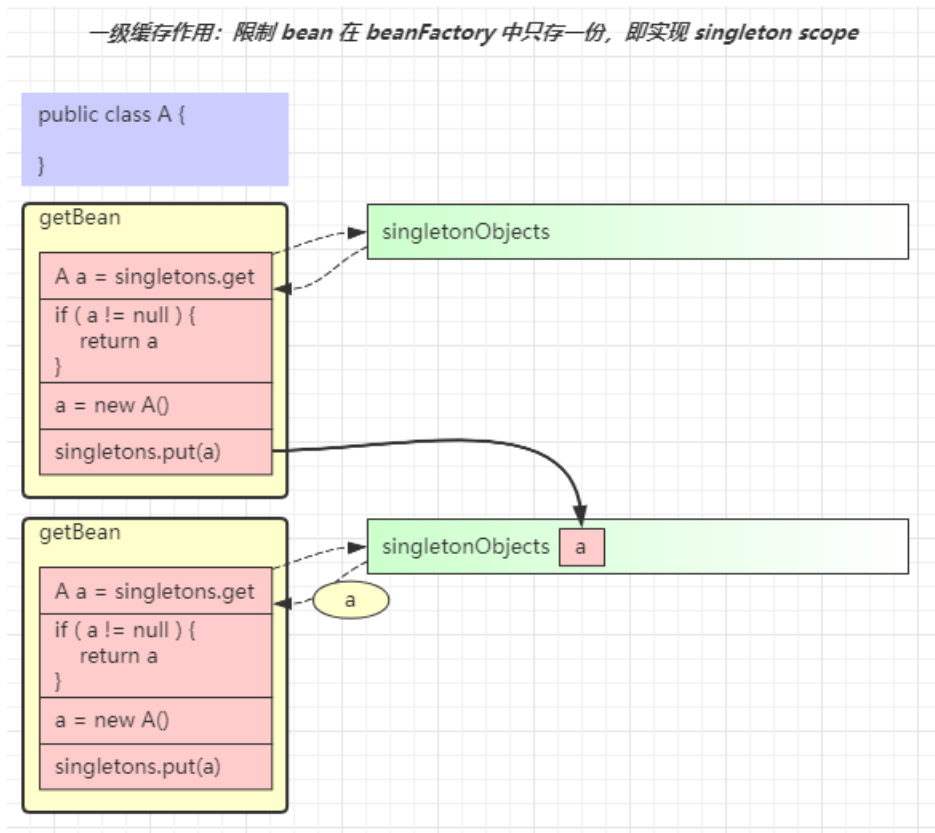 一级缓存作用：限制 bean 在 beanFactory 中只存一份，即实现 singleton scope
public class A {
}
getBean
A a = singletons.get
if ( a != null ) {
return a
}
a = new A()
singletons.put(a)
singletonObjects
getBean
A a = singletons.get
if ( a != null ) {
return a
}
a = new A()
singletons.put(a)
singletonObjects
a
a